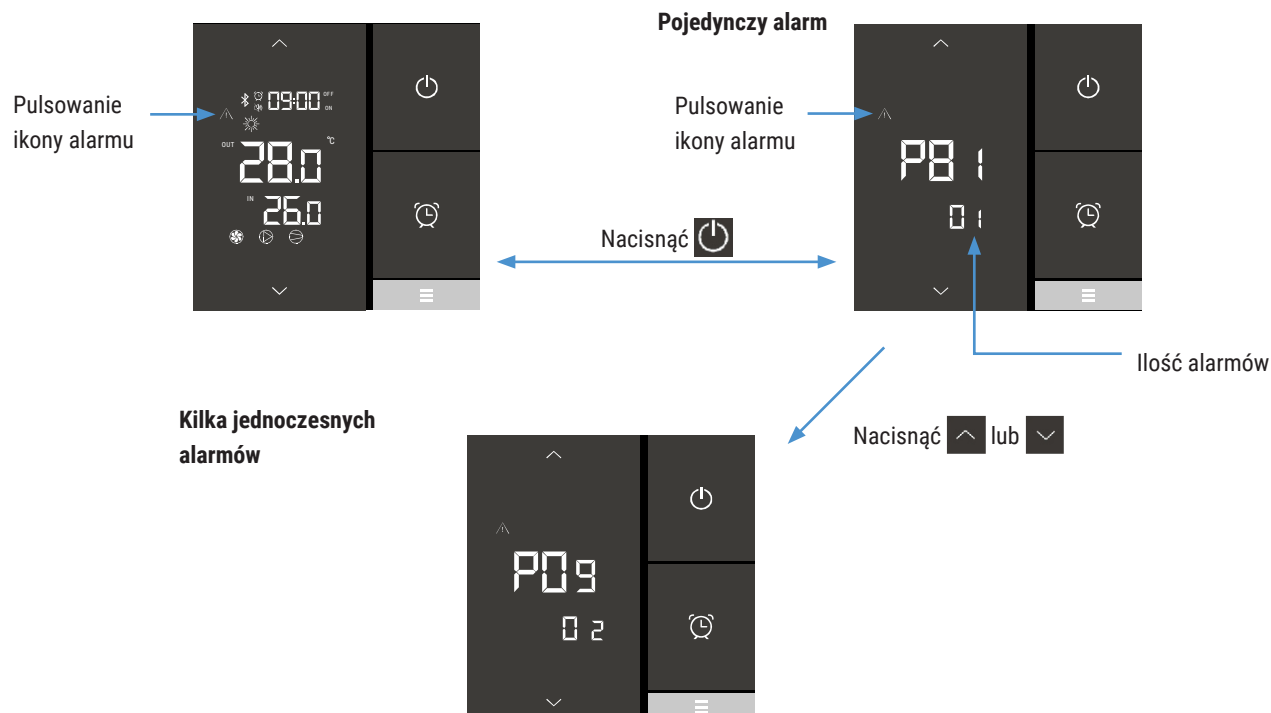 Pojedynczy alarm
Pulsowanie
ikony alarmu
09:00 OFF
ON
OUT 28.0 °C
IN 26.0
Pulsowanie
ikony alarmu
P81
01
Nacisnąć
Ilość alarmów
Kilka jednoczesnych
alarmów
Nacisnąć lub
P09
02